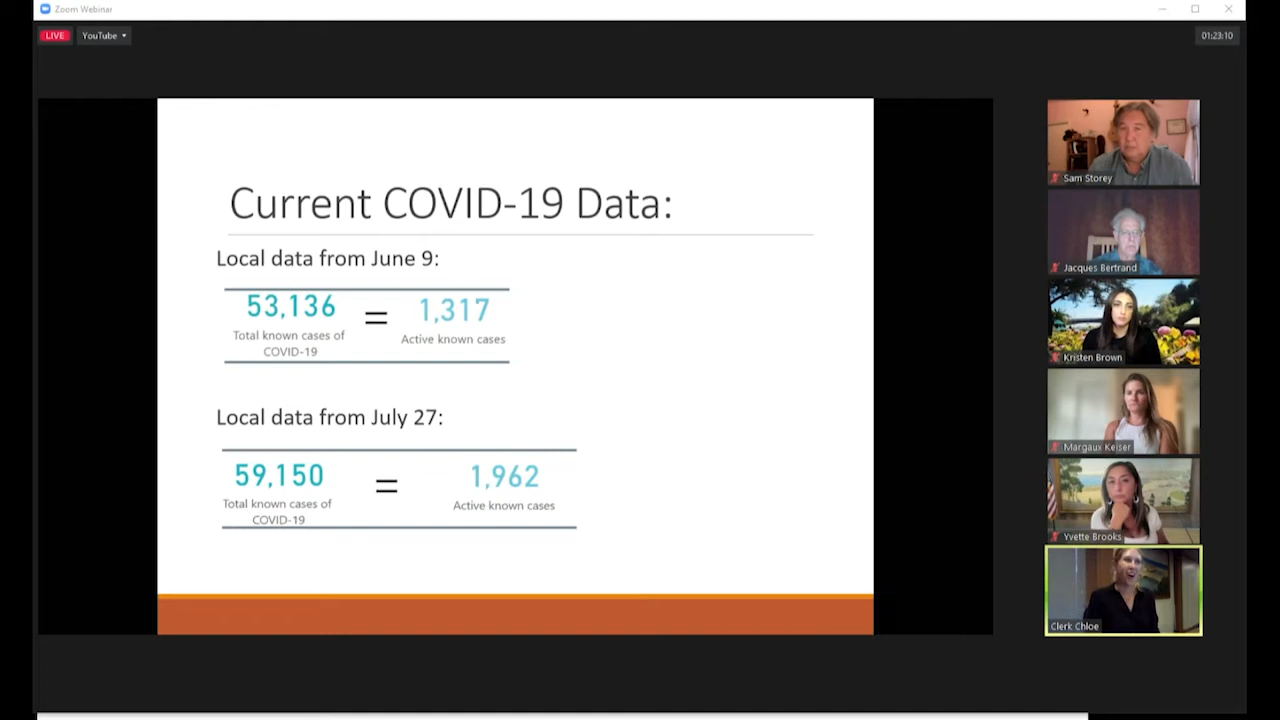 Zoom Webinar
LIVE
YouTube
01:23:10
Current COVID-19 Data:
Local data from June 9:
53,136 = 1,317
Total known cases of COVID-19
Active known cases
Local data from July 27:
59,150 = 1,962
Total known cases of COVID-19
Active known cases
Sam Storey
Jacques Bertrand
Kristen Brown
Margaux Keiser
Yvette Brooks
Clerk Chloe